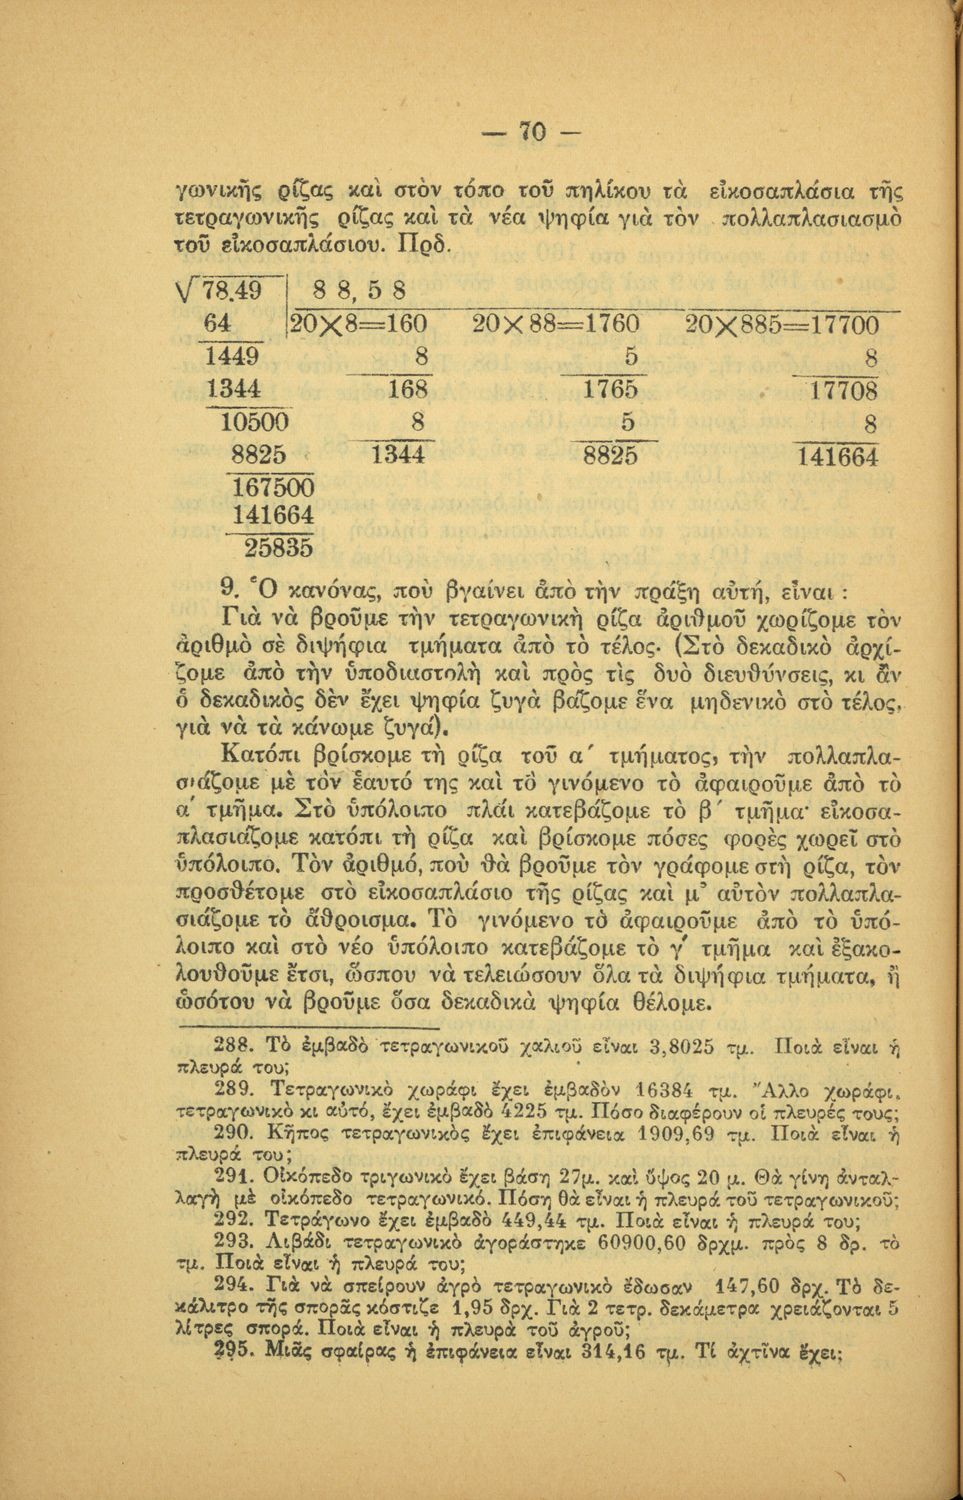 — 70 —
γωνικῆς ρίζας καὶ στὸν τόπο τοῦ πηλίκου τὰ εἰκοσαπλάσια τῆς
τετραγωνικῆς ρίζας καὶ τὰ νέα ψηφία γιὰ τὸν πολλαπλασιασμὸ
τοῦ εἰκοσαπλάσιου. Πρδ.
√78.49 8 8, 5 8
64 20×8=160 20×88=1760 20×885=17700
1449 8 5 8
1344 168 1765 17708
10500 8 5 8
8825 1344 8825 141664
167500
141664
25835
9. Ὁ κανόνας, ποὺ βγαίνει ἀπὸ τὴν πράξη αὐτή, εἶναι :
Γιὰ νὰ βροῦμε τὴν τετραγωνικὴ ρίζα ἀριθμοῦ χωρίζομε τὸν
ἀριθμὸ σὲ διψήφια τμήματα ἀπὸ τὸ τέλος· (Στὸ δεκαδικὸ ἀρχί-
ζομε ἀπὸ τὴν ὑποδιαστολὴ καὶ πρὸς τὶς δυὸ διευθύνσεις, κι ἂν
ὁ δεκαδικὸς δὲν ἔχει ψηφία ζυγὰ βάζομε ἕνα μηδενικὸ στὸ τέλος,
γιὰ νὰ τὰ κάνωμε ζυγά).
Κατόπι βρίσκομε τὴ ρίζα τοῦ α΄ τμήματος, τὴν πολλαπλα-
σιάζομε μὲ τὸν ἑαυτό της καὶ τὸ γινόμενο τὸ ἀφαιροῦμε ἀπὸ τὸ
α΄ τμῆμα. Στὸ ὑπόλοιπο πλάι κατεβάζομε τὸ β΄ τμῆμα· εἰκοσα-
πλασιάζομε κατόπι τὴ ρίζα καὶ βρίσκομε πόσες φορὲς χωρεῖ στὸ
ὑπόλοιπο. Τὸν ἀριθμό, ποὺ θὰ βροῦμε τὸν γράφομε στὴ ρίζα, τὸν
προσθέτομε στὸ εἰκοσαπλάσιο τῆς ρίζας καὶ μ' αὐτὸν πολλαπλα-
σιάζομε τὸ ἄθροισμα. Τὸ γινόμενο τὸ ἀφαιροῦμε ἀπὸ τὸ ὑπό-
λοιπο καὶ στὸ νέο ὑπόλοιπο κατεβάζομε τὸ γ΄ τμῆμα καὶ ἐξακο-
λουθοῦμε ἔτσι, ὥσπου νὰ τελειώσουν ὅλα τὰ διψήφια τμήματα, ἢ
ὡσότου νὰ βροῦμε ὅσα δεκαδικὰ ψηφία θέλομε.
288. Τὸ ἐμβαδὸ τετραγωνικοῦ χαλιοῦ εἶναι 3,8025 τμ. Ποιὰ εἶναι ἡ
πλευρά του;
289. Τετραγωνικὸ χωράφι ἔχει ἐμβαδὸν 16384 τμ. Ἄλλο χωράφι,
τετραγωνικὸ κι αὐτό, ἔχει ἐμβαδὸ 4225 τμ. Πόσο διαφέρουν οἱ πλευρές τους;
290. Κῆπος τετραγωνικὸς ἔχει ἐπιφάνεια 1909,69 τμ. Ποιὰ εἶναι ἡ
πλευρά του;
291. Οἰκόπεδο τριγωνικὸ ἔχει βάση 27μ. καὶ ὕψος 20 μ. Θὰ γίνη ἀνταλ-
λαγὴ μὲ οἰκόπεδο τετραγωνικό. Πόση θὰ εἶναι ἡ πλευρά τοῦ τετραγωνικοῦ;
292. Τετράγωνο ἔχει ἐμβαδὸ 449,44 τμ. Ποιὰ εἶναι ἡ πλευρά του;
293. Λιβάδι τετραγωνικὸ ἀγοράστηκε 60900,60 δρχμ. πρὸς 8 δρ. τὸ
τμ. Ποιὰ εἶναι ἡ πλευρά του;
294. Γιὰ νὰ σπείρουν ἀγρὸ τετραγωνικὸ ἔδωσαν 147,60 δρχ. Τὸ δε-
κάλιτρο τῆς σπορᾶς κόστιζε 1,95 δρχ. Γιὰ 2 τετρ. δεκάμετρα χρειάζονται 5
λίτρες σπορά. Ποιὰ εἶναι ἡ πλευρὰ τοῦ ἀγροῦ;
295. Μιᾶς σφαίρας ἡ ἐπιφάνεια εἶναι 314,16 τμ. Τί ἀχτῖνα ἔχει;